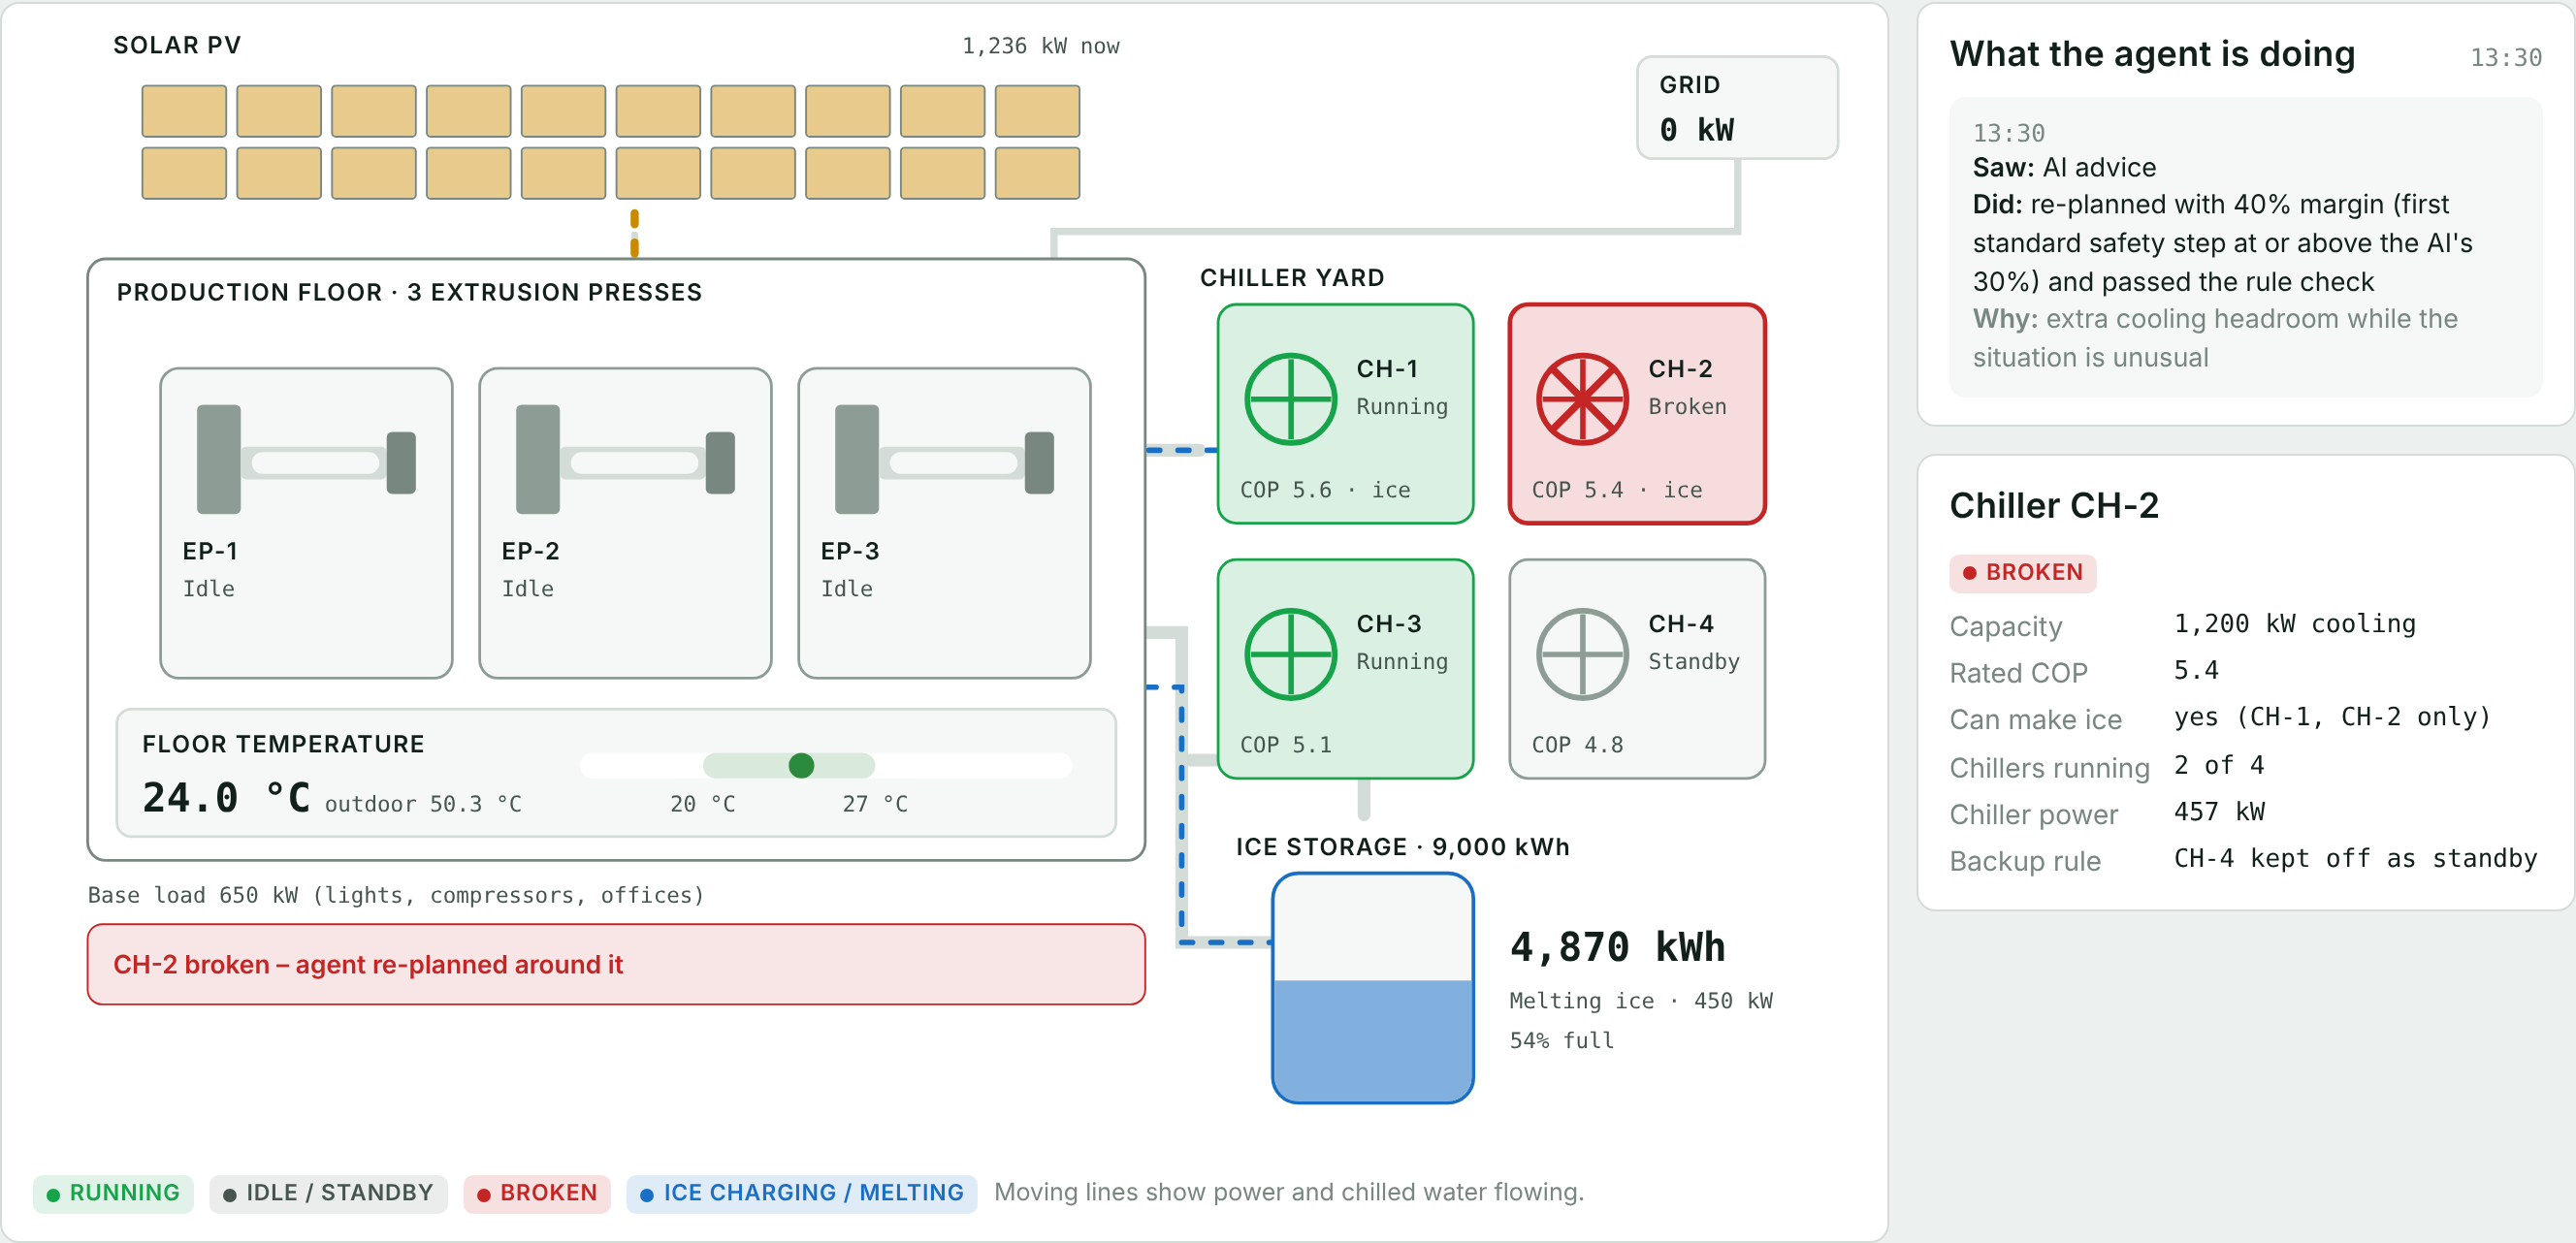 SOLAR PV
1,236 kW now
GRID
0 kW
PRODUCTION FLOOR · 3 EXTRUSION PRESSES
EP-1
Idle
EP-2
Idle
EP-3
Idle
FLOOR TEMPERATURE
24.0 °C outdoor 50.3 °C
20 °C
27 °C
Base load 650 kW (lights, compressors, offices)
CH-2 broken – agent re-planned around it
CHILLER YARD
CH-1
Running
COP 5.6 · ice
CH-2
Broken
COP 5.4 · ice
CH-3
Running
COP 5.1
CH-4
Standby
COP 4.8
ICE STORAGE · 9,000 kWh
4,870 kWh
Melting ice · 450 kW
54% full
RUNNING
IDLE / STANDBY
BROKEN
ICE CHARGING / MELTING
Moving lines show power and chilled water flowing.
What the agent is doing
13:30
13:30
Saw: AI advice
Did: re-planned with 40% margin (first
standard safety step at or above the AI's
30%) and passed the rule check
Why: extra cooling headroom while the
situation is unusual
Chiller CH-2
BROKEN
Capacity 1,200 kW cooling
Rated COP 5.4
Can make ice yes (CH-1, CH-2 only)
Chillers running 2 of 4
Chiller power 457 kW
Backup rule CH-4 kept off as standby